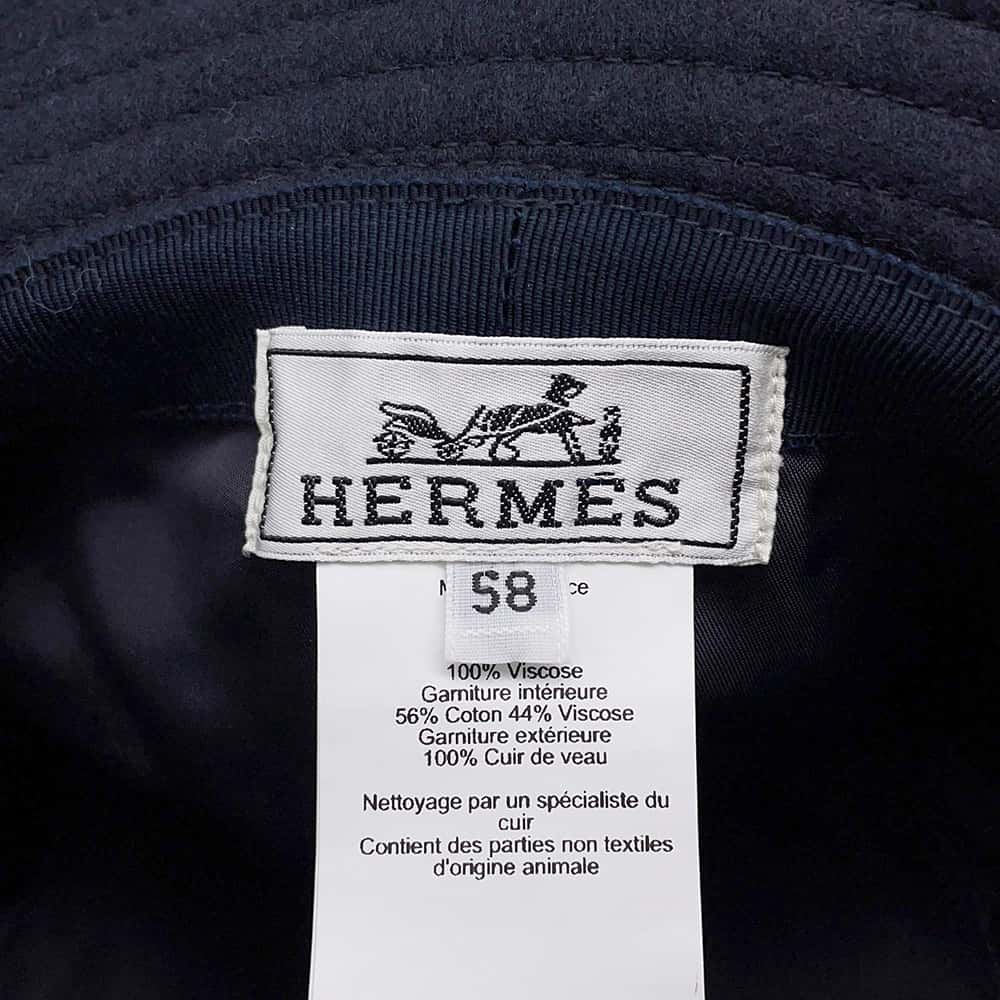 HERMÈS
58
100% Viscose
Garniture intérieure
56% Coton 44% Viscose
Garniture extérieure
100% Cuir de veau
Nettoyage par un spécialiste du
cuir
Contient des parties non textiles
d'origine animale